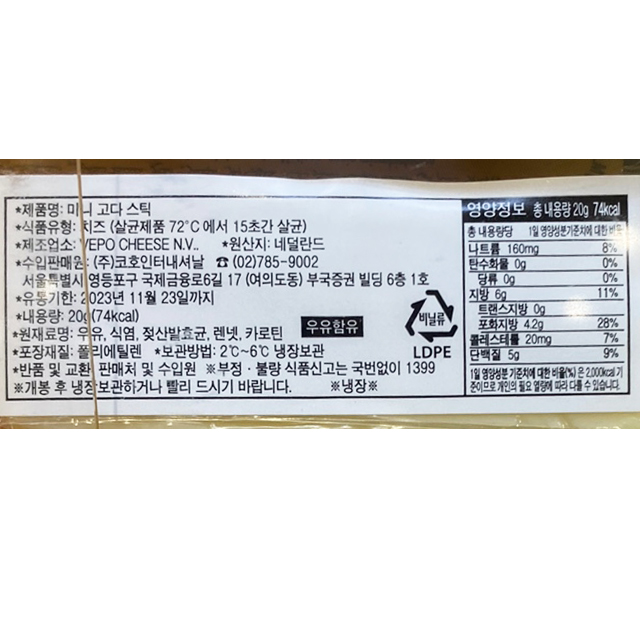 *제품명: 미니 고다 스틱
*식품유형: 치즈 (살균제품 72°C 에서 15초간 살균)
*제조업소: VEPO CHEESE N.V.. *원산지: 네덜란드
*수입판매원: (주)코호인터내셔날 ☎ (02)785-9002
서울특별시 영등포구 국제금융로6길 17 (여의도동) 부국증권 빌딩 6층 1호
*유통기한: 2023년 11월 23일까지
*내용량: 20g(74kcal)
*원재료명: 우유, 식염, 젖산발효균, 렌넷, 카로틴
우유함유
*포장재질: 폴리에틸렌 *보관방법: 2°C~6°C 냉장보관
*반품 및 교환: 판매처 및 수입원 ※부정·불량 식품신고는 국번없이 1399
※개봉 후 냉장보관하거나 빨리 드시기 바랍니다. ※냉장※
비닐류
LDPE
영양정보 총 내용량 20g 74kcal
총 내용량당 1일 영양성분기준치에 대한 비율
나트륨 160mg 8%
탄수화물 0g 0%
당류 0g 0%
지방 6g 11%
트랜스지방 0g
포화지방 4.2g 28%
콜레스테롤 20mg 7%
단백질 5g 9%
1일 영양성분 기준치에 대한 비율(%)은 2,000kcal 기
준이므로 개인의 필요 열량에 따라 다를 수 있습니다.